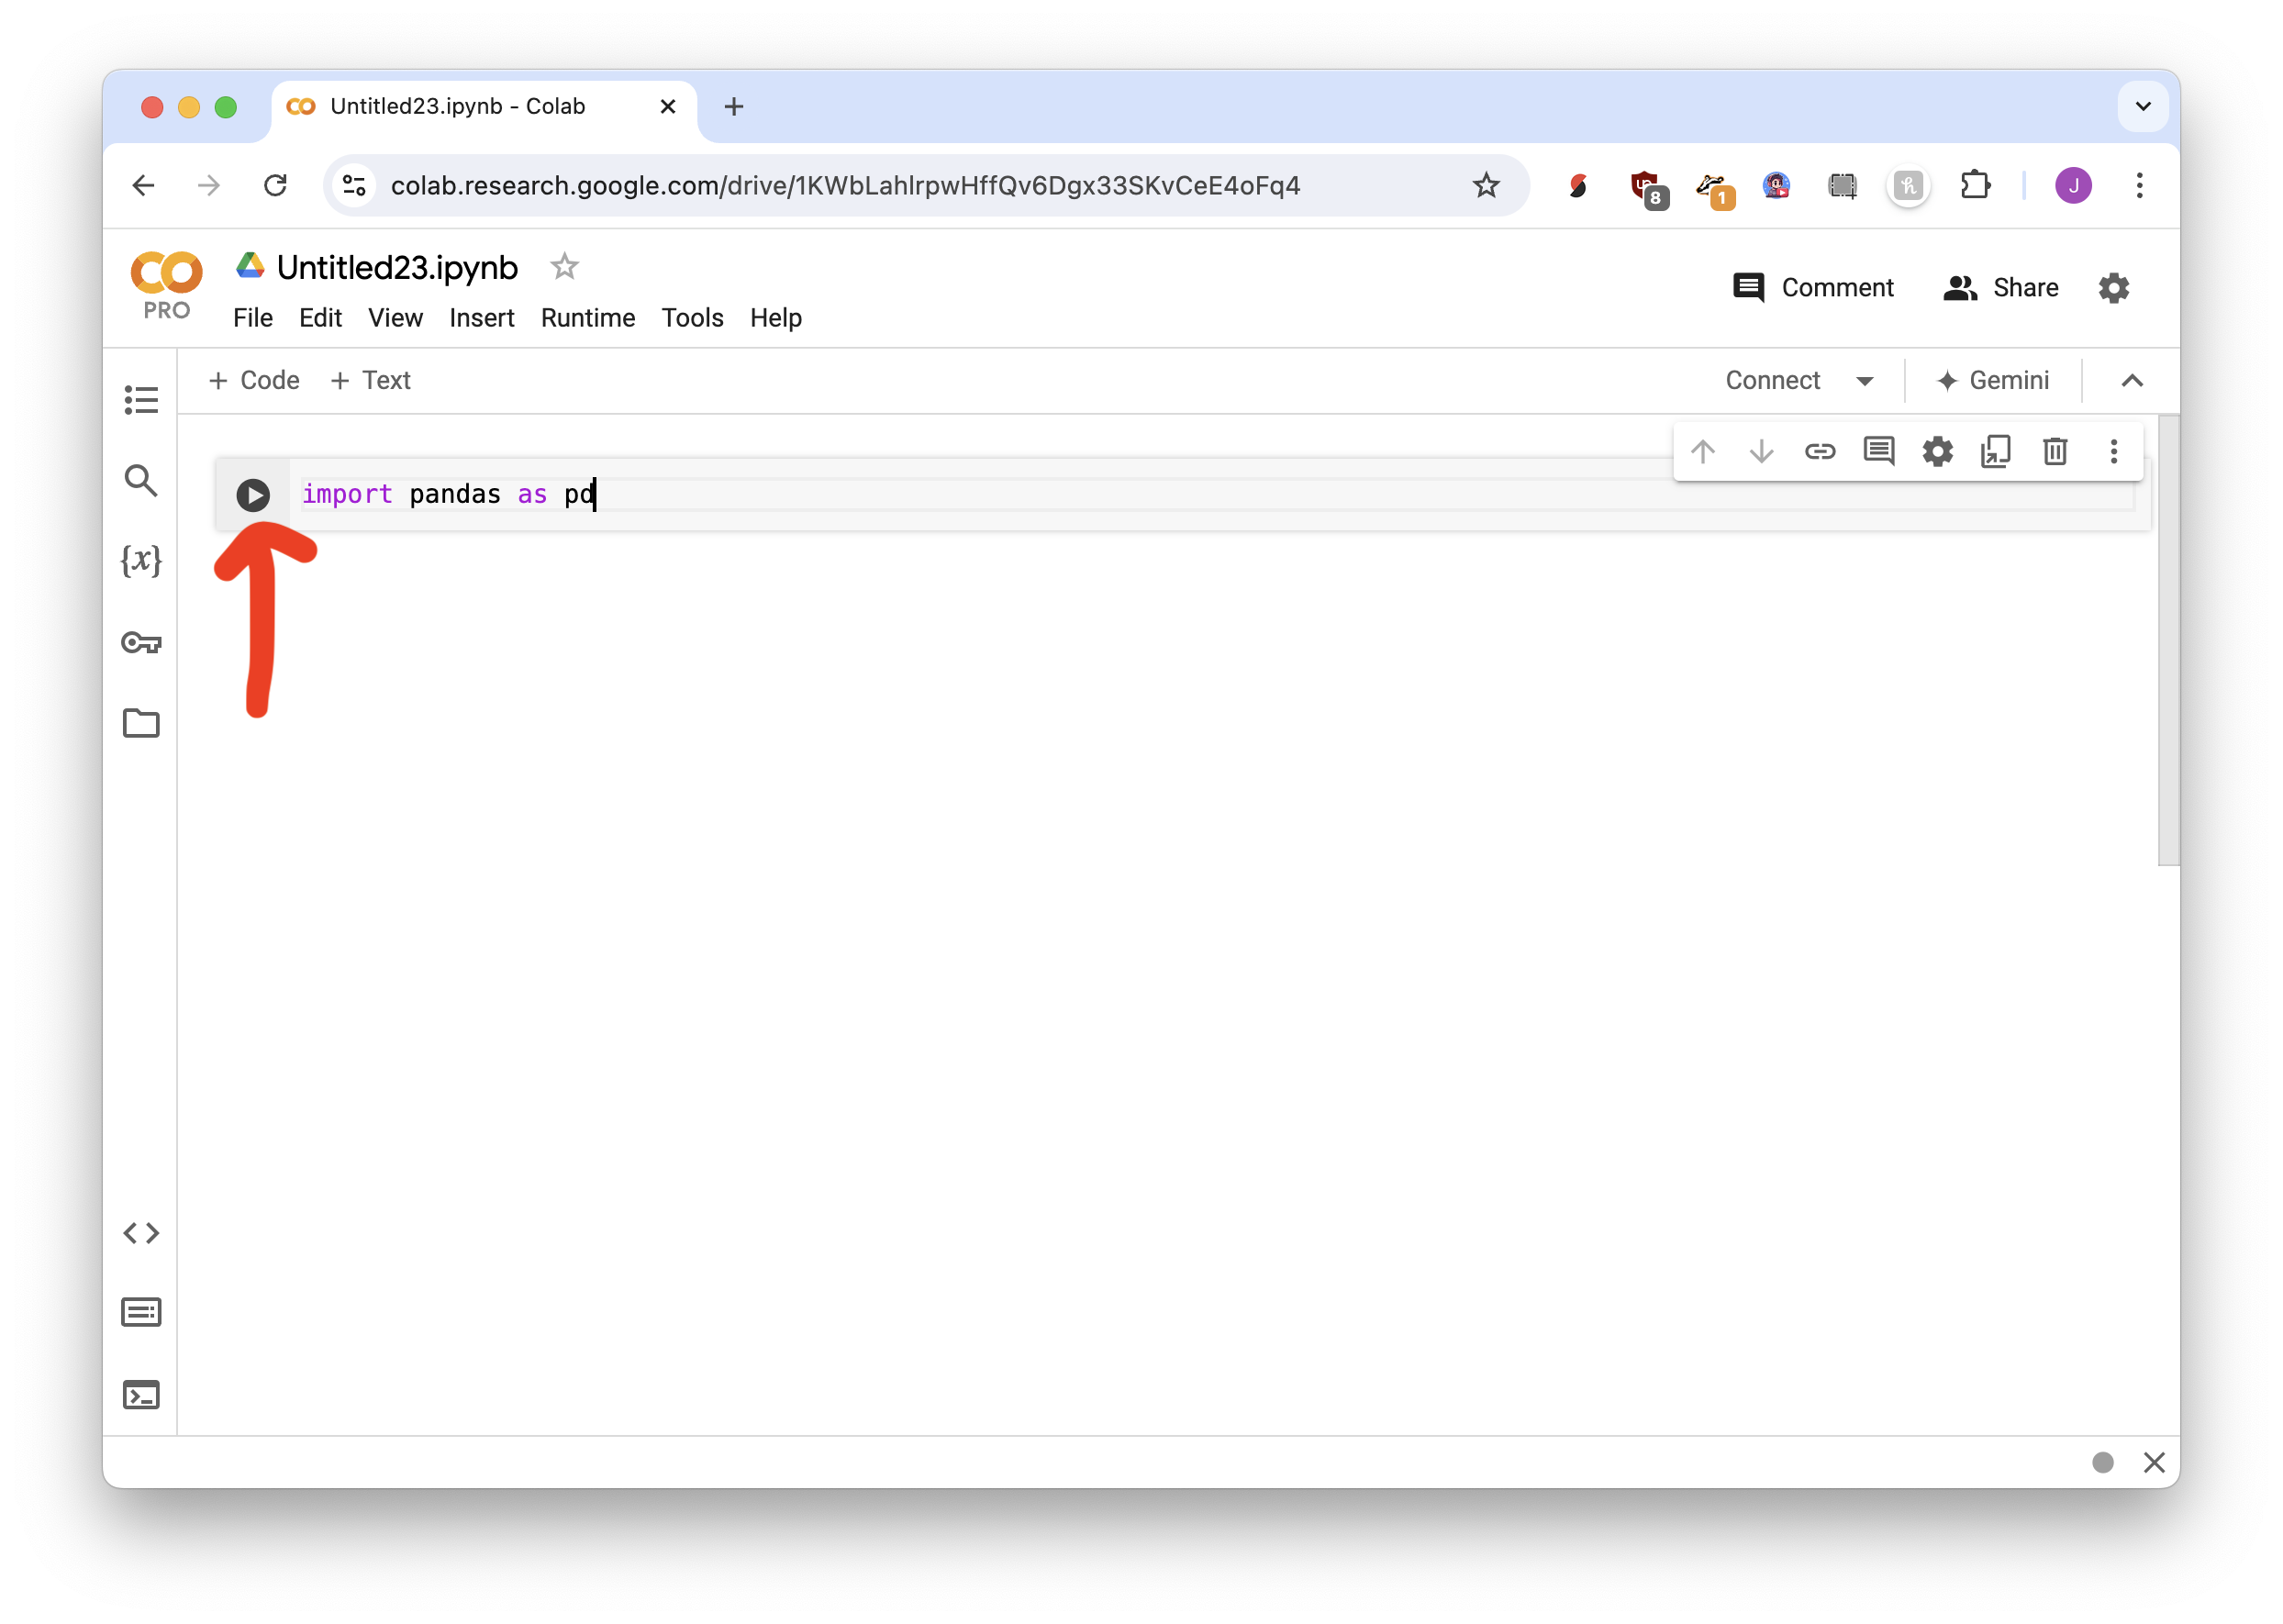 Untitled23.ipynb - Colab
colab.research.google.com/drive/1KWbLahlrpwHffQv6Dgx33SKvCeE4oFq4
8
1
J
PRO
Untitled23.ipynb
Comment
Share
File Edit View Insert Runtime Tools Help
+ Code + Text
Connect
Gemini
import pandas as pd
{x}